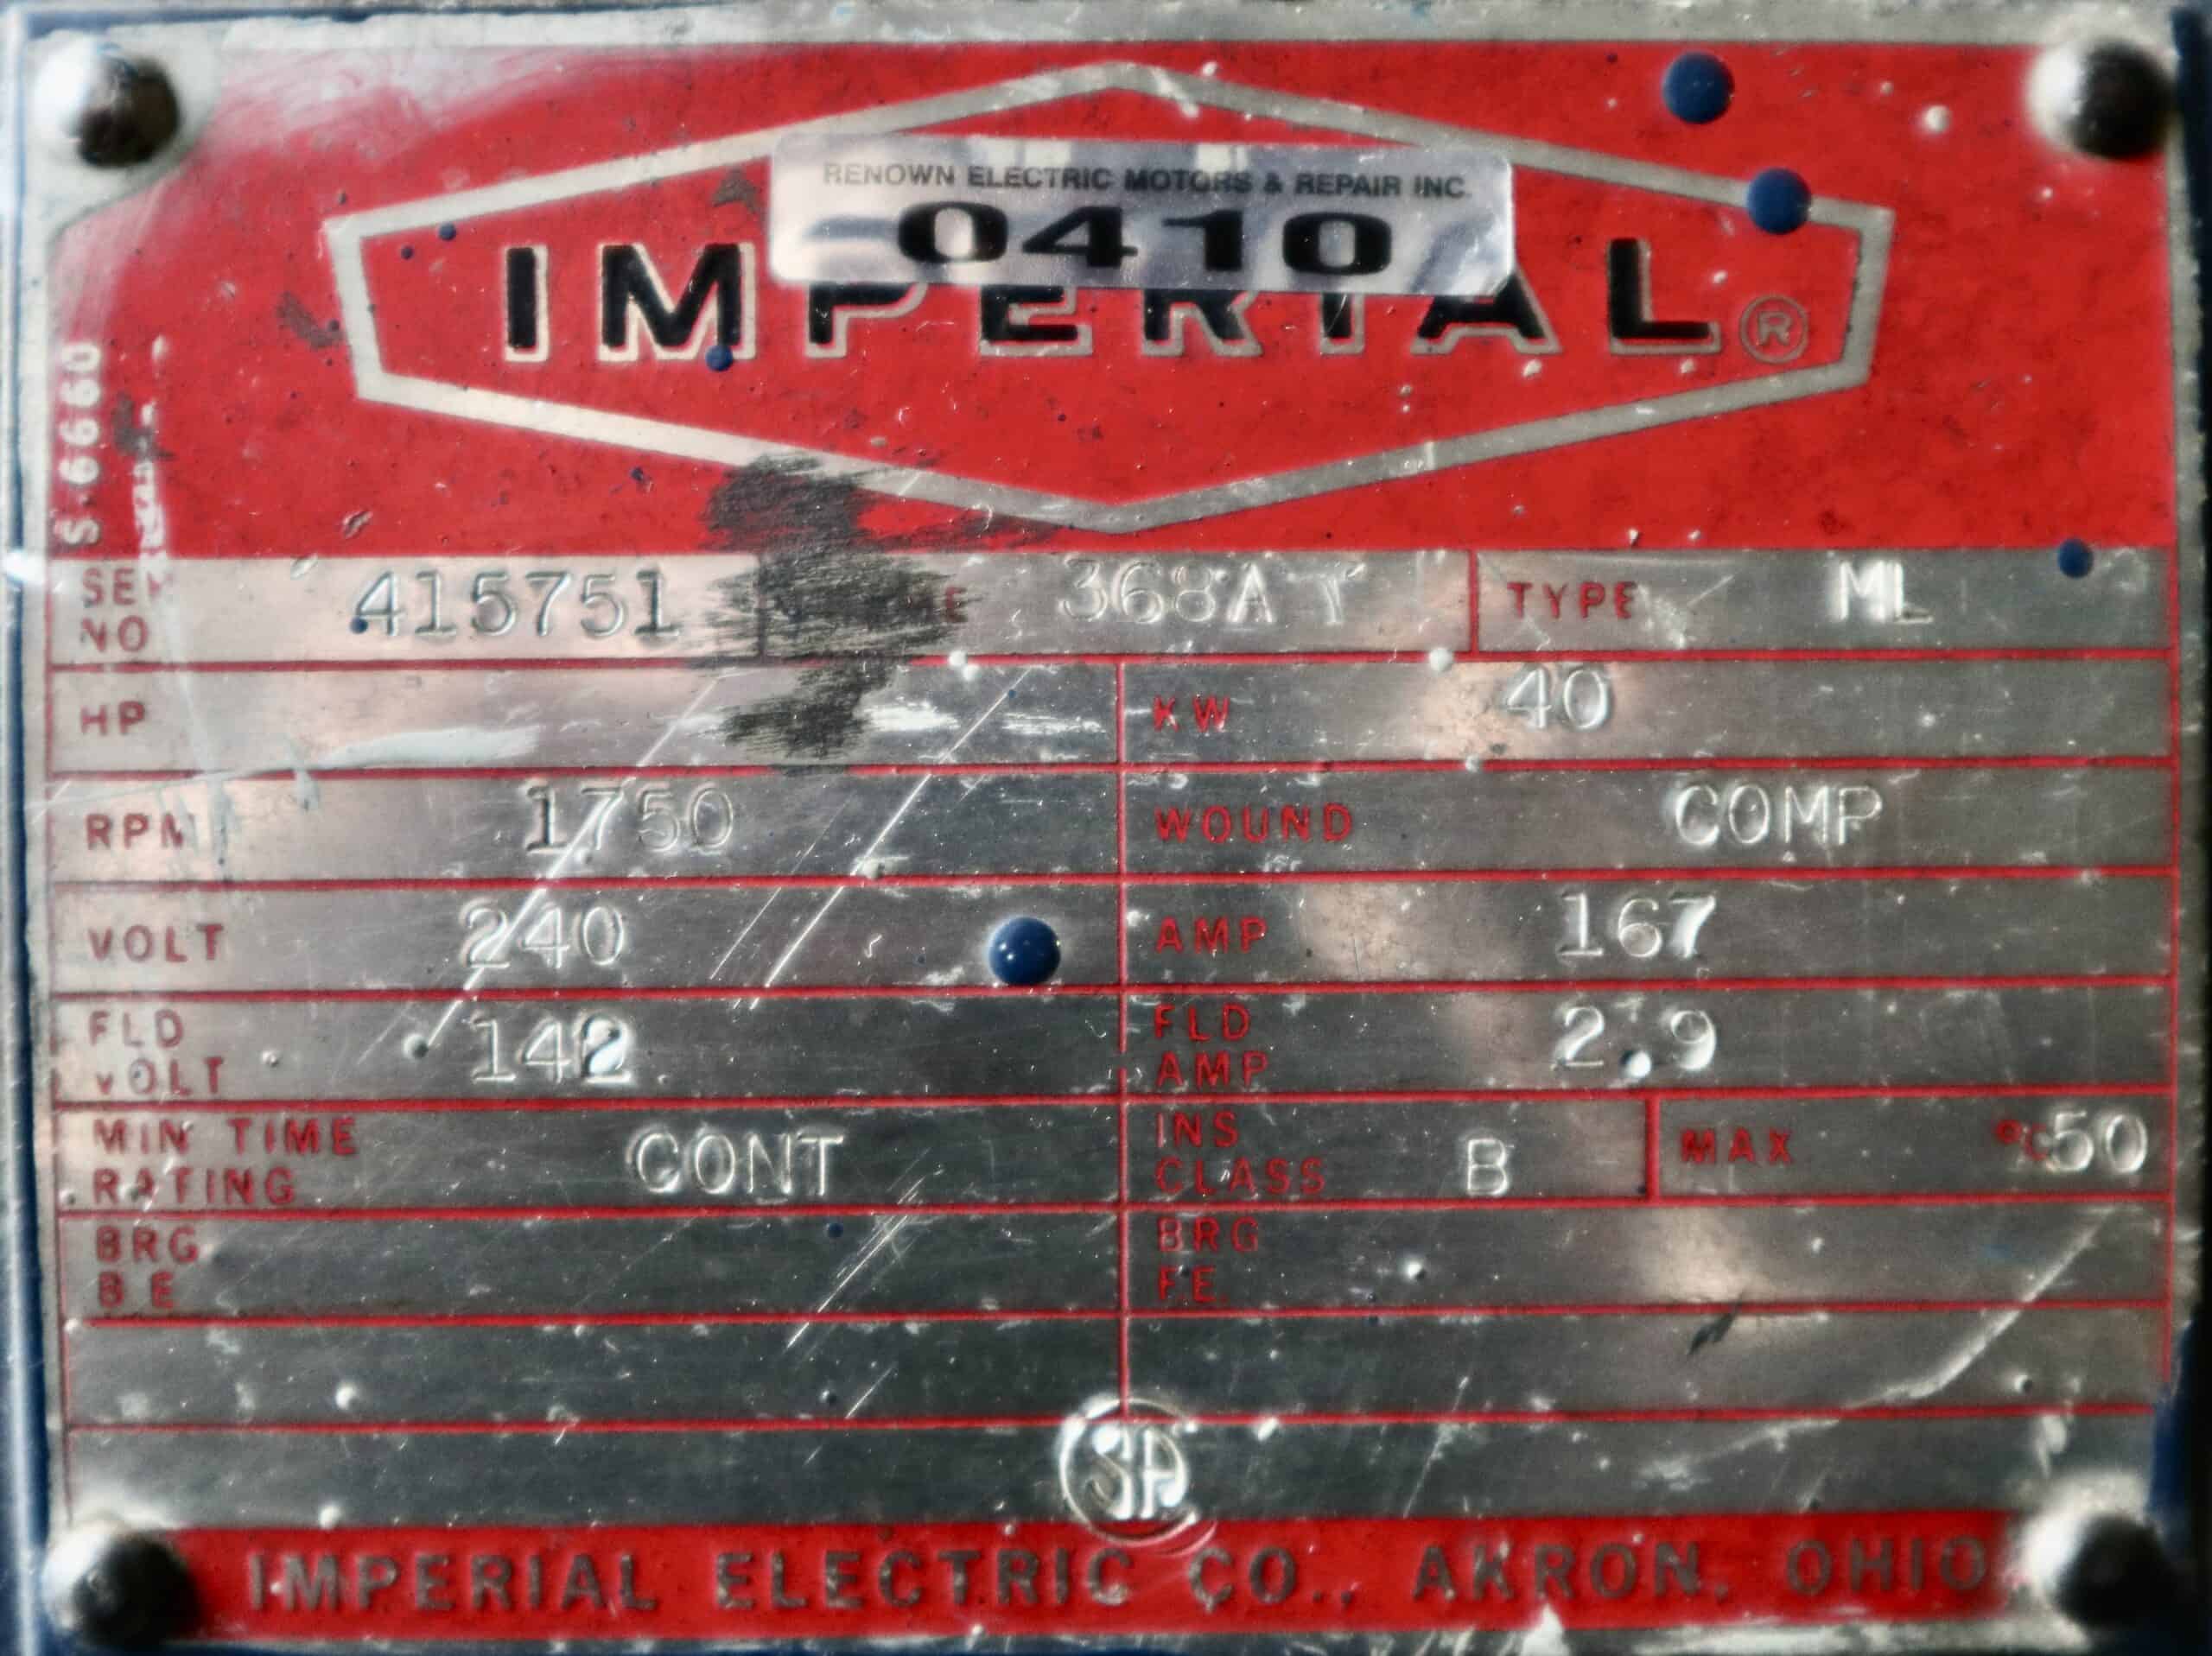 RENOWN ELECTRIC MOTORS & REPAIR INC.
0410
IMPERIAL®
S-6660
SER NO 415751 368AT TYPE ML
HP KW 40
RPM 1750 WOUND COMP
VOLT 240 AMP 167
FLD VOLT 142 FLD AMP 2.9
MIN TIME RATING CONT INS CLASS B MAX °C 50
BRG B E BRG F.E.
SA
IMPERIAL ELECTRIC CO., AKRON, OHIO